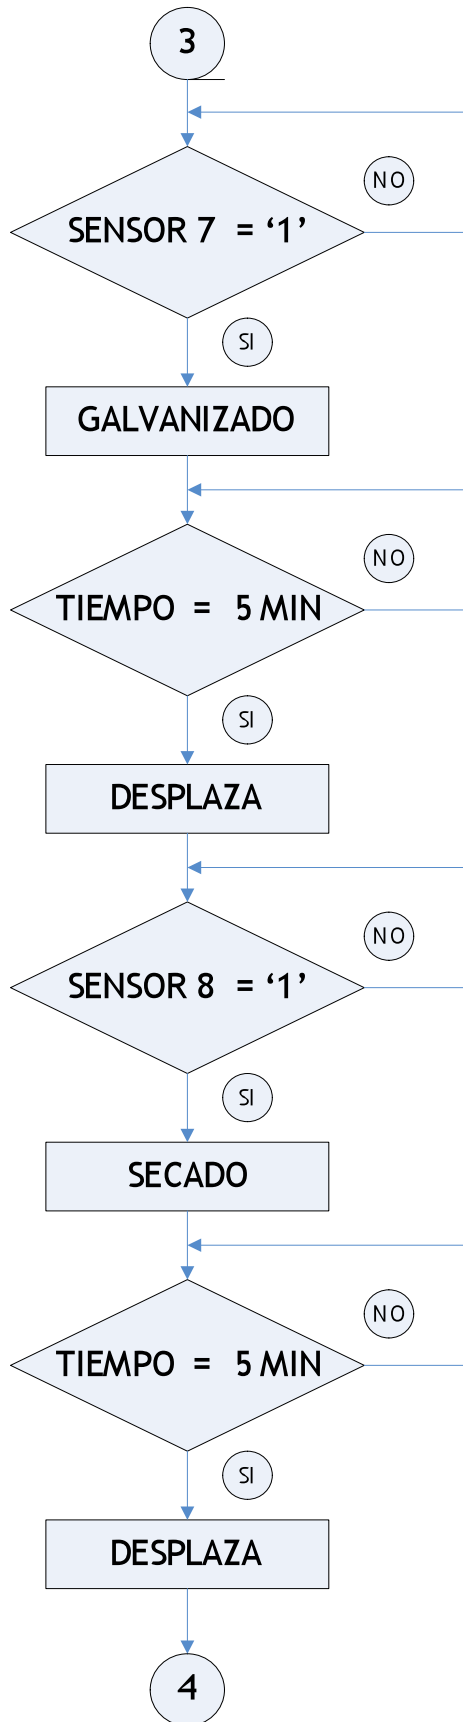 3
NO
SENSOR 7 = ‘1’
SI
GALVANIZADO
NO
TIEMPO = 5 MIN
SI
DESPLAZA
NO
SENSOR 8 = ‘1’
SI
SECADO
NO
TIEMPO = 5 MIN
SI
DESPLAZA
4